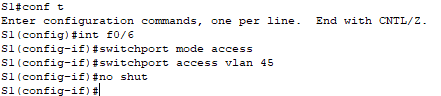 S1#conf t
Enter configuration commands, one per line.  End with CNTL/Z.
S1(config)#int f0/6
S1(config-if)#switchport mode access
S1(config-if)#switchport access vlan 45
S1(config-if)#no shut
S1(config-if)#